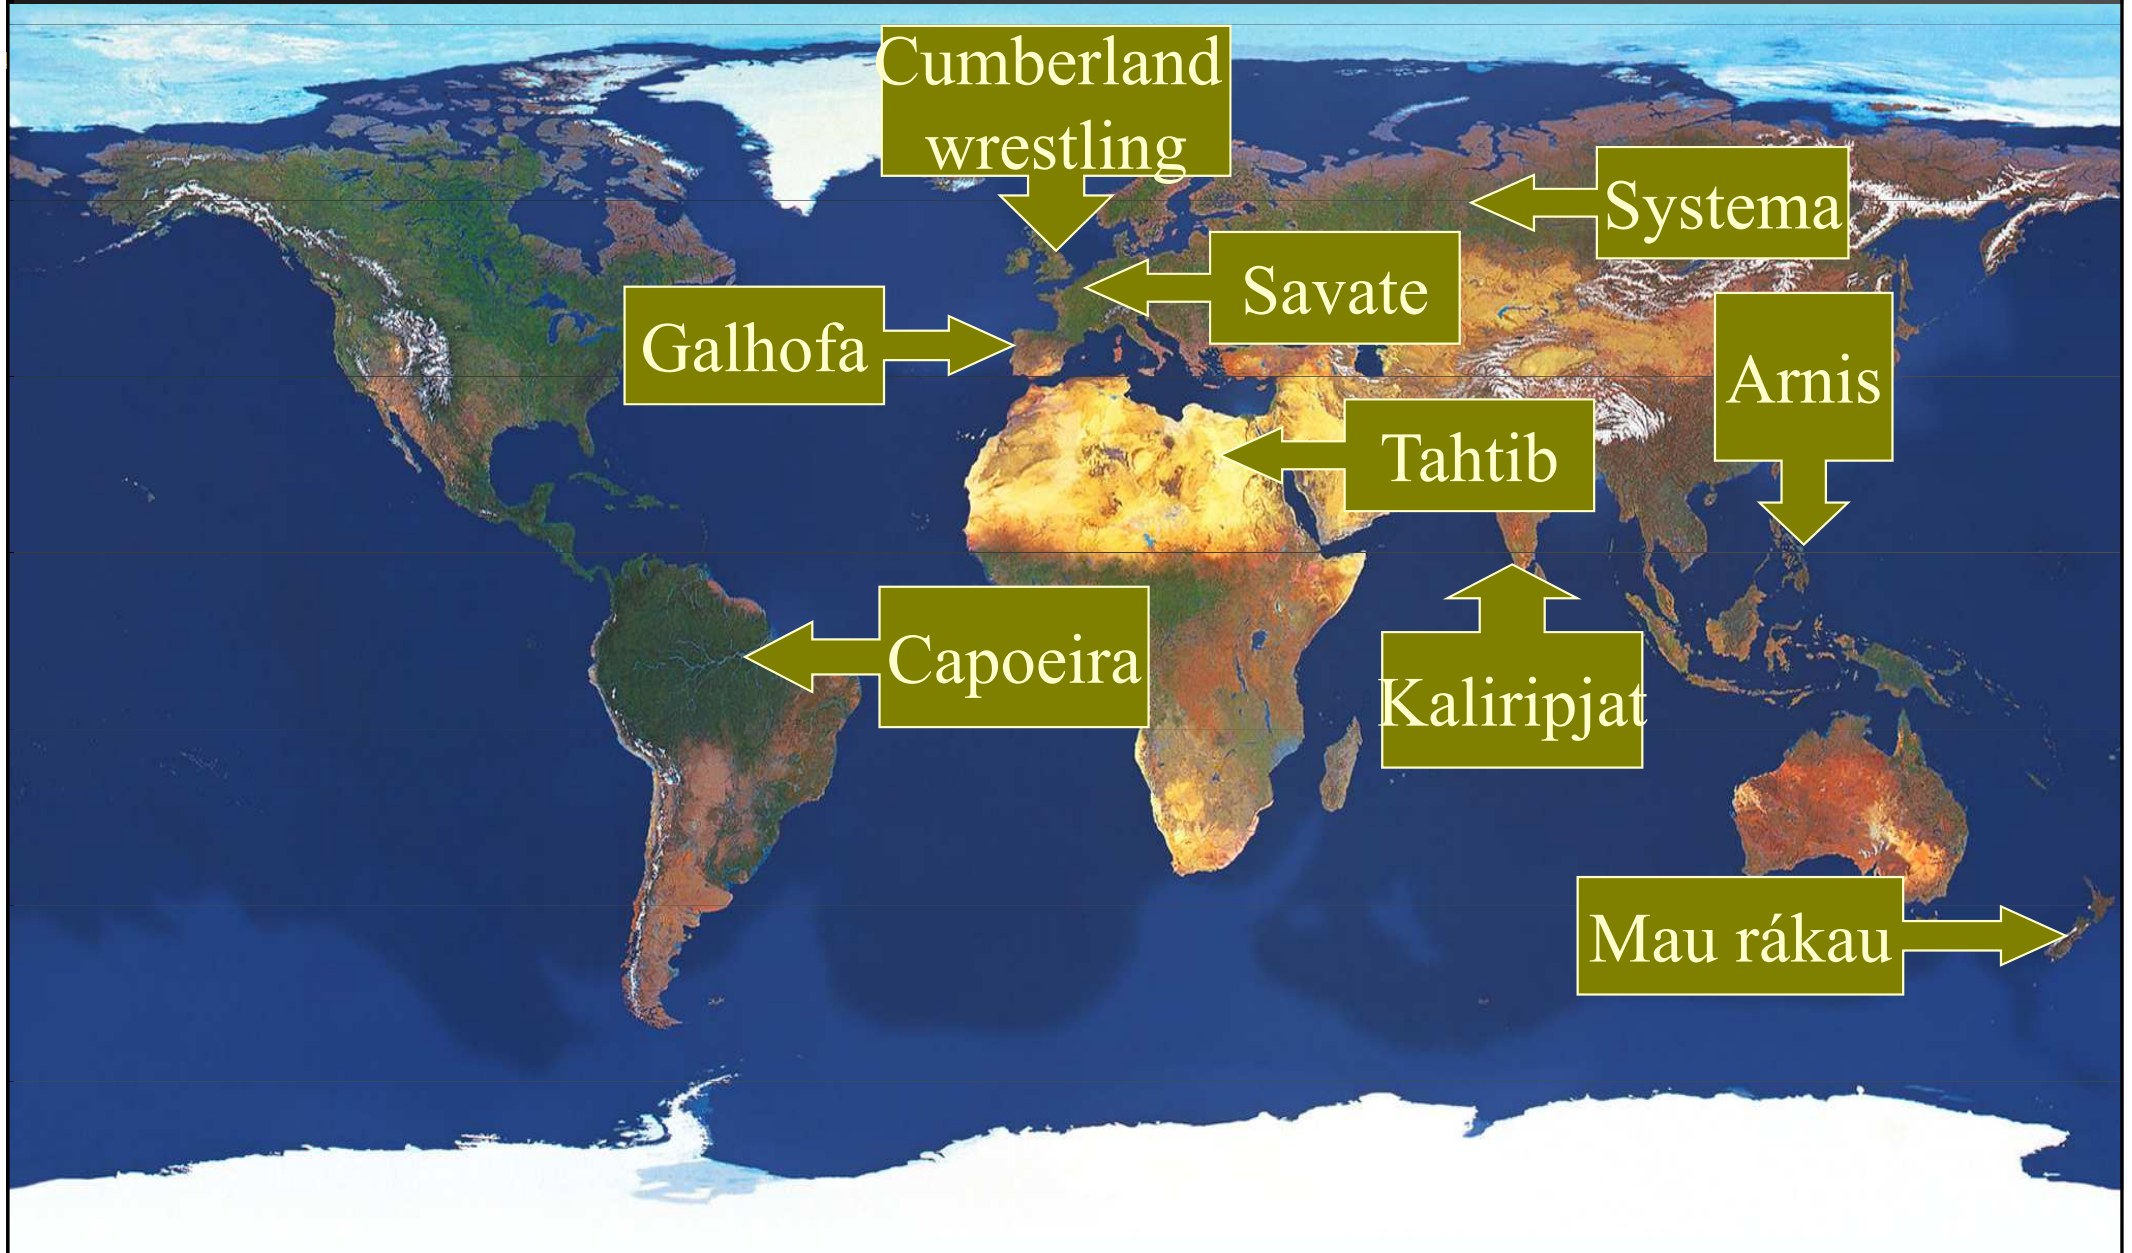 Cumberland
wrestling
Systema
Savate
Galhofa
Arnis
Tahtib
Capoeira
Kaliripjat
Mau rákau